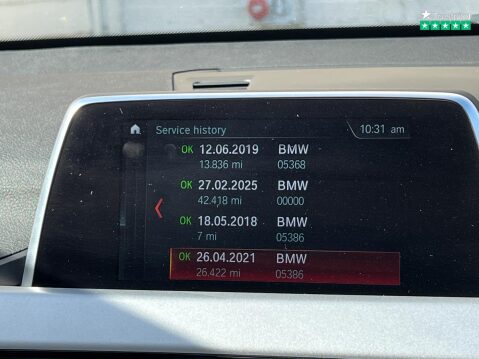 Service history
10:31 am
OK 12.06.2019 BMW
13.836 mi 05368
OK 27.02.2025 BMW
42.418 mi 00000
OK 18.05.2018 BMW
7 mi 05386
OK 26.04.2021 BMW
26.422 mi 05386